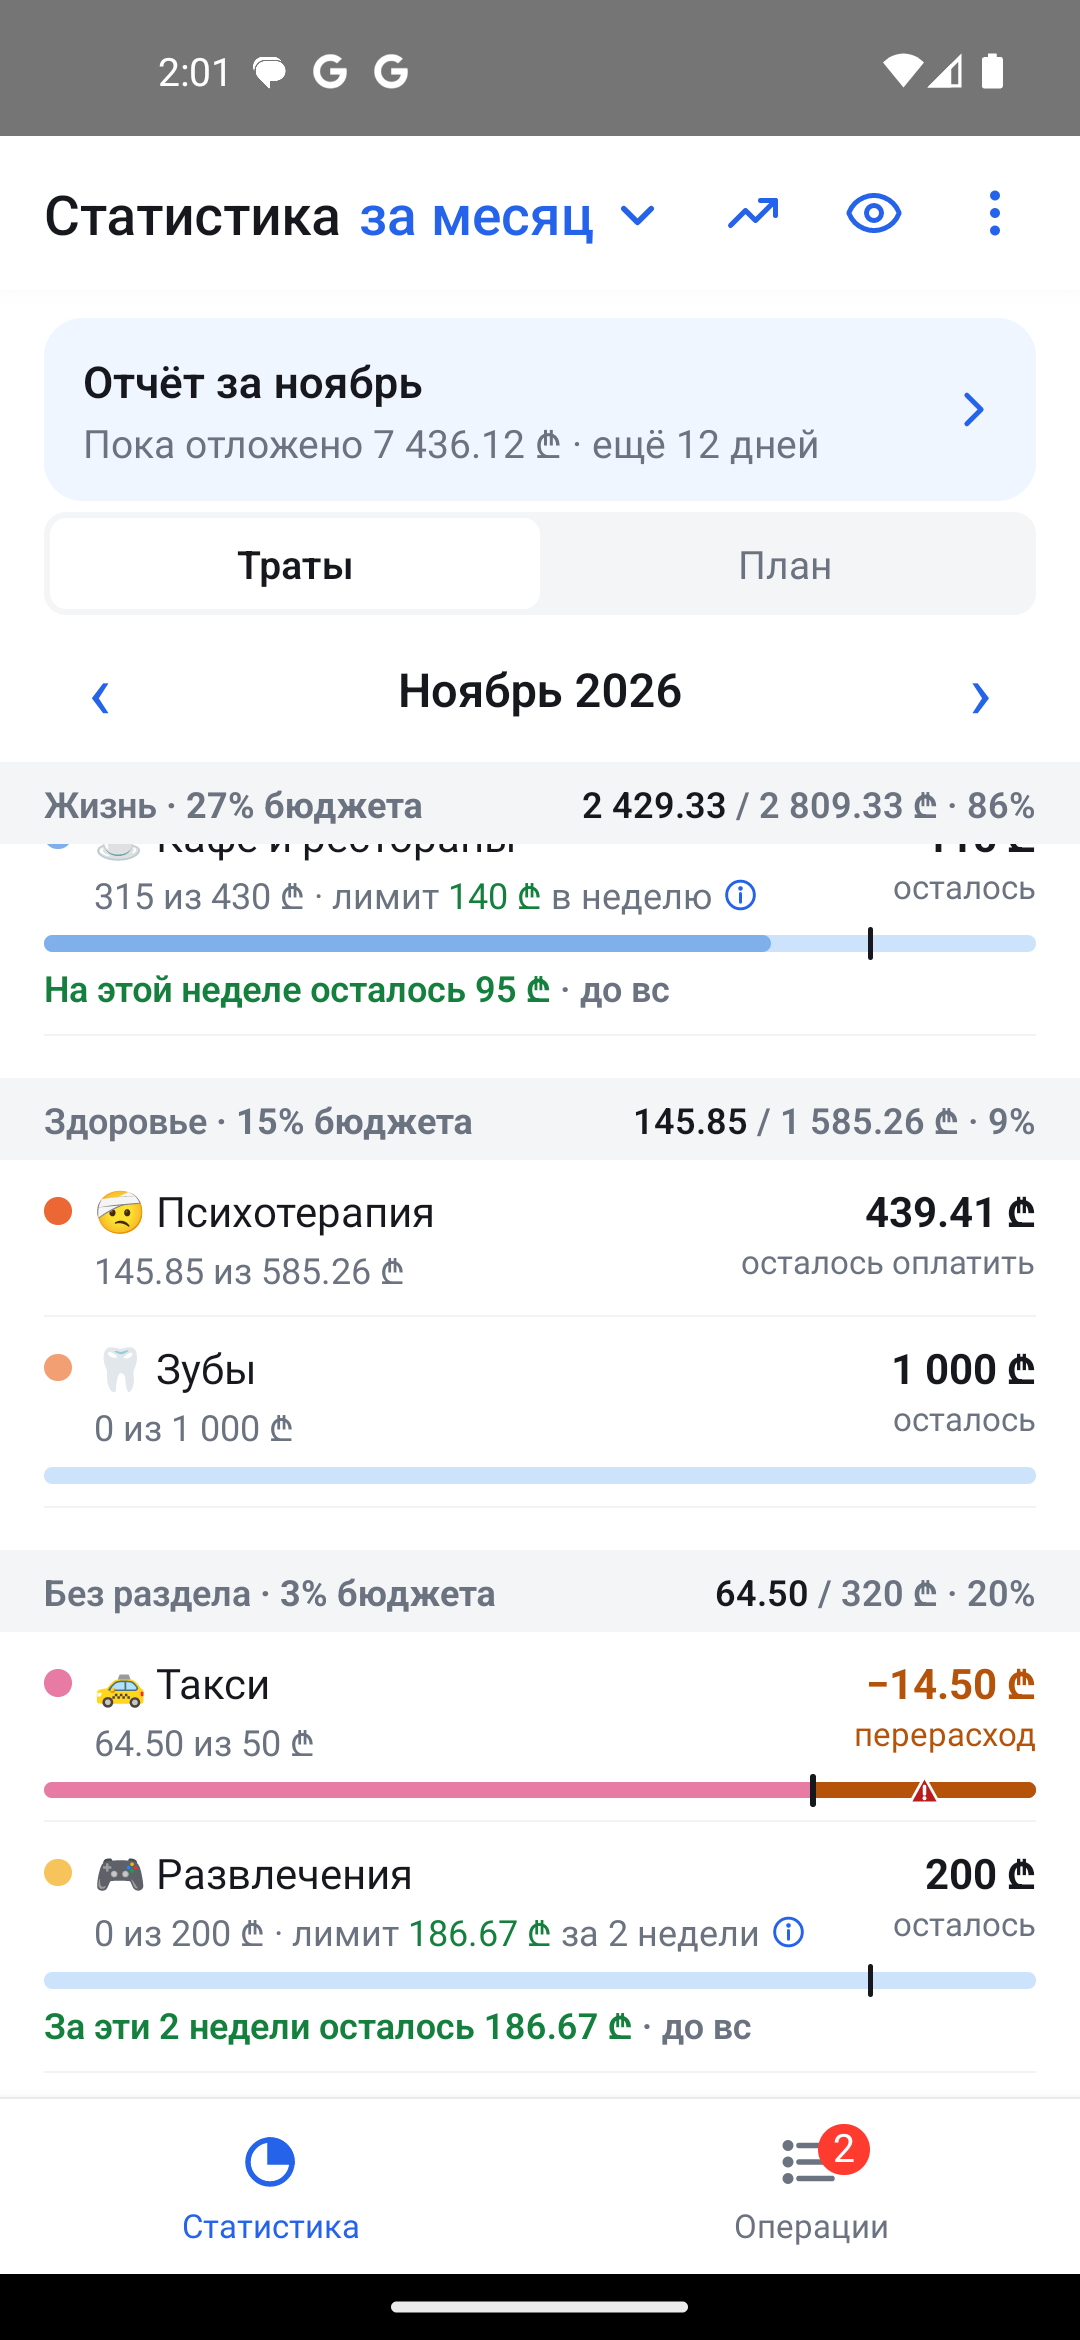 2:01
Статистика за месяц
Отчёт за ноябрь
Пока отложено 7 436.12 ₾ · ещё 12 дней
Траты
План
Ноябрь 2026
Жизнь · 27% бюджета
2 429.33 / 2 809.33 ₾ · 86%
Кафе и рестораны
315 из 430 ₾ · лимит 140 ₾ в неделю
осталось
На этой неделе осталось 95 ₾ · до вс
Здоровье · 15% бюджета
145.85 / 1 585.26 ₾ · 9%
Психотерапия
439.41 ₾
145.85 из 585.26 ₾
осталось оплатить
Зубы
1 000 ₾
0 из 1 000 ₾
осталось
Без раздела · 3% бюджета
64.50 / 320 ₾ · 20%
Такси
−14.50 ₾
64.50 из 50 ₾
перерасход
Развлечения
200 ₾
0 из 200 ₾ · лимит 186.67 ₾ за 2 недели
осталось
За эти 2 недели осталось 186.67 ₾ · до вс
2
Статистика
Операции